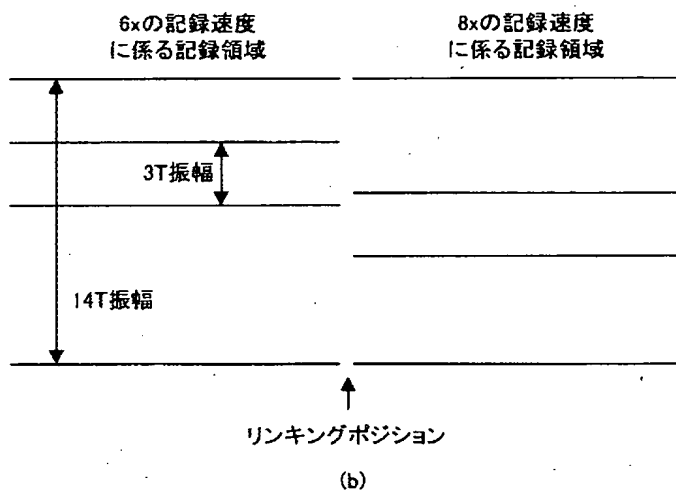 6xの記録速度
に係る記録領域
8xの記録速度
に係る記録領域
3T振幅
14T振幅
リンキングポジション
(b)